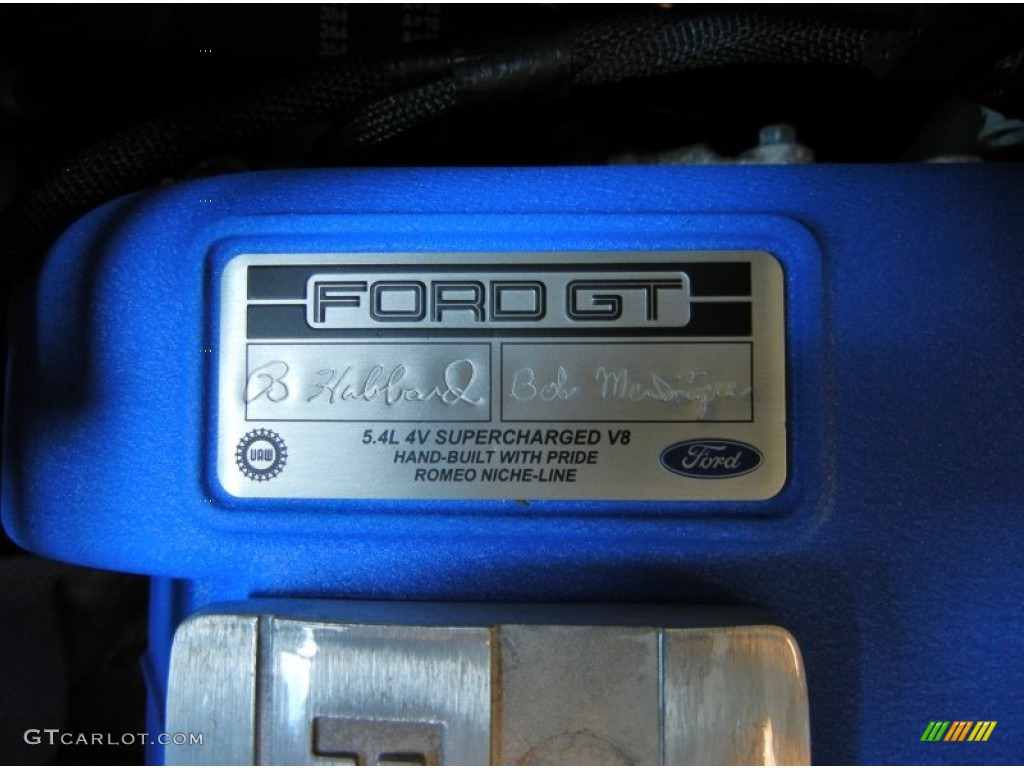 FORD GT
B Hubbard Bob
5.4L 4V SUPERCHARGED V8
HAND-BUILT WITH PRIDE
ROMEO NICHE-LINE
UAW
Ford
GTCARLOT.COM